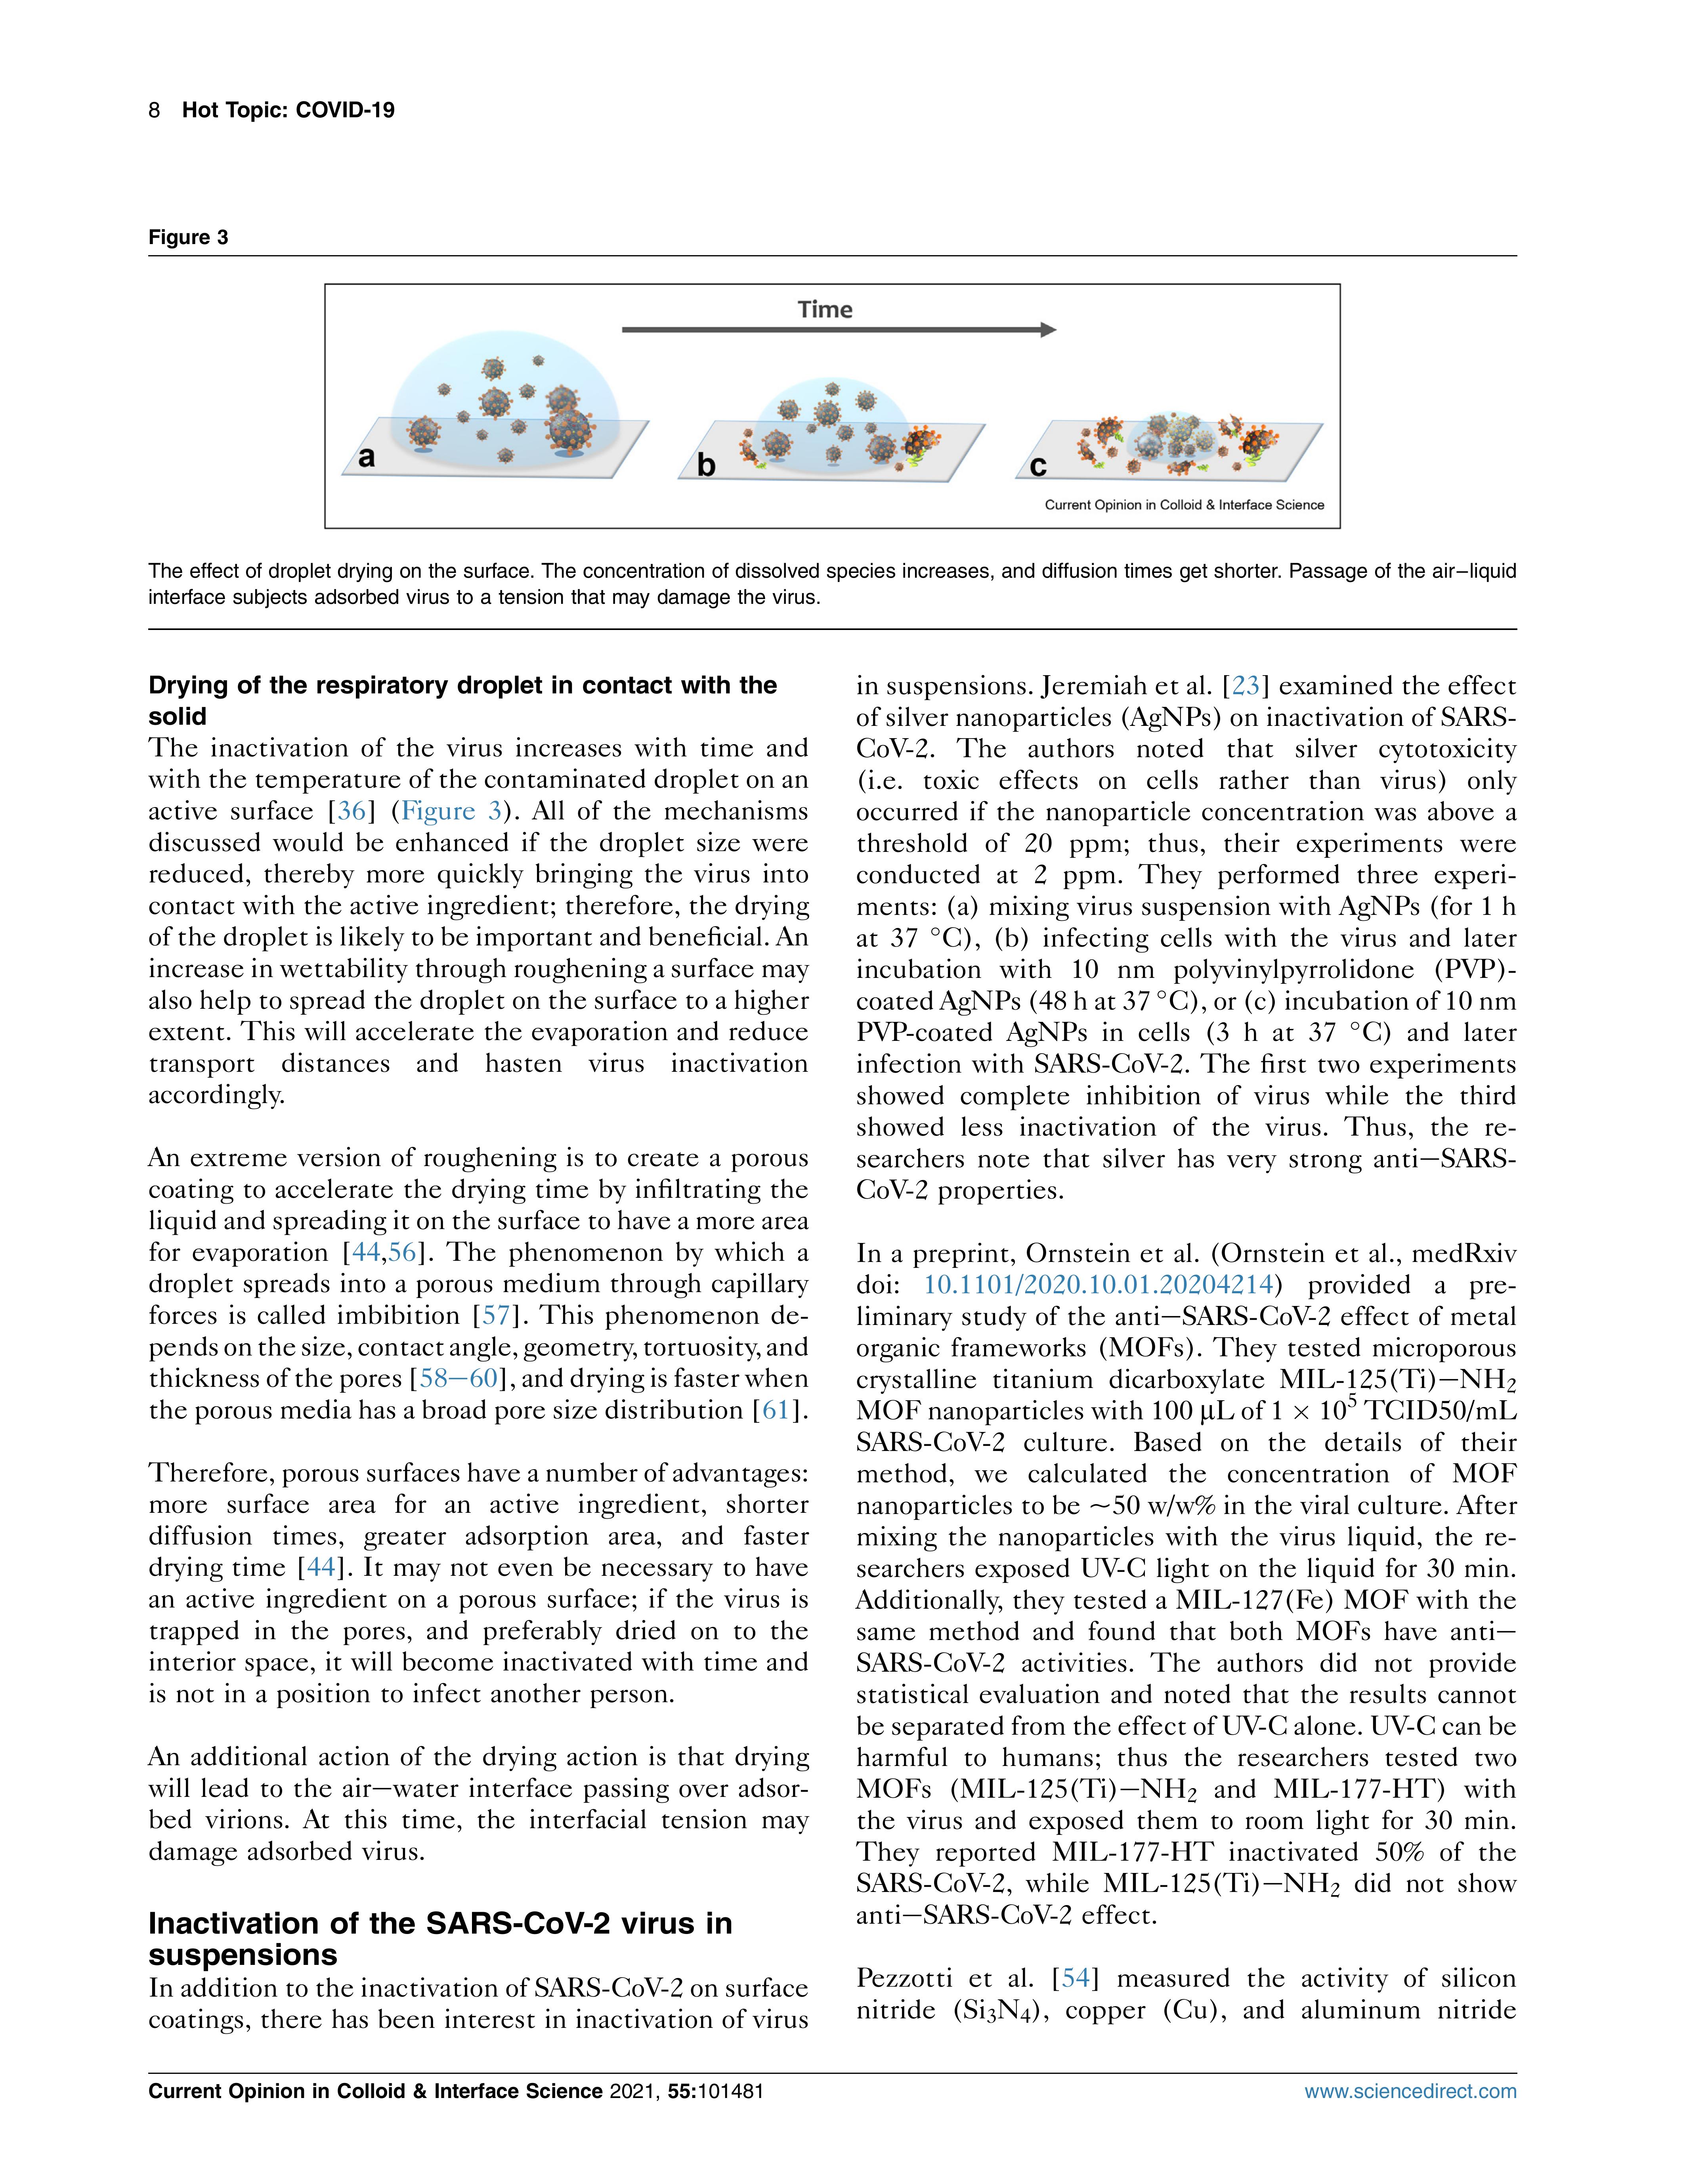 8 Hot Topic: COVID-19
Figure 3
Time
a
b
c
Current Opinion in Colloid & Interface Science
The effect of droplet drying on the surface. The concentration of dissolved species increases, and diffusion times get shorter. Passage of the air–liquid
interface subjects adsorbed virus to a tension that may damage the virus.
Drying of the respiratory droplet in contact with the
solid
The inactivation of the virus increases with time and
with the temperature of the contaminated droplet on an
active surface [36] (Figure 3). All of the mechanisms
discussed would be enhanced if the droplet size were
reduced, thereby more quickly bringing the virus into
contact with the active ingredient; therefore, the drying
of the droplet is likely to be important and beneficial. An
increase in wettability through roughening a surface may
also help to spread the droplet on the surface to a higher
extent. This will accelerate the evaporation and reduce
transport distances and hasten virus inactivation
accordingly.
An extreme version of roughening is to create a porous
coating to accelerate the drying time by infiltrating the
liquid and spreading it on the surface to have a more area
for evaporation [44,56]. The phenomenon by which a
droplet spreads into a porous medium through capillary
forces is called imbibition [57]. This phenomenon de-
pends on the size, contact angle, geometry, tortuosity, and
thickness of the pores [58–60], and drying is faster when
the porous media has a broad pore size distribution [61].
Therefore, porous surfaces have a number of advantages:
more surface area for an active ingredient, shorter
diffusion times, greater adsorption area, and faster
drying time [44]. It may not even be necessary to have
an active ingredient on a porous surface; if the virus is
trapped in the pores, and preferably dried on to the
interior space, it will become inactivated with time and
is not in a position to infect another person.
An additional action of the drying action is that drying
will lead to the air–water interface passing over adsor-
bed virions. At this time, the interfacial tension may
damage adsorbed virus.
Inactivation of the SARS-CoV-2 virus in
suspensions
In addition to the inactivation of SARS-CoV-2 on surface
coatings, there has been interest in inactivation of virus
in suspensions. Jeremiah et al. [23] examined the effect
of silver nanoparticles (AgNPs) on inactivation of SARS-
CoV-2. The authors noted that silver cytotoxicity
(i.e. toxic effects on cells rather than virus) only
occurred if the nanoparticle concentration was above a
threshold of 20 ppm; thus, their experiments were
conducted at 2 ppm. They performed three experi-
ments: (a) mixing virus suspension with AgNPs (for 1 h
at 37 °C), (b) infecting cells with the virus and later
incubation with 10 nm polyvinylpyrrolidone (PVP)-
coated AgNPs (48 h at 37 °C), or (c) incubation of 10 nm
PVP-coated AgNPs in cells (3 h at 37 °C) and later
infection with SARS-CoV-2. The first two experiments
showed complete inhibition of virus while the third
showed less inactivation of the virus. Thus, the re-
searchers note that silver has very strong anti–SARS-
CoV-2 properties.
In a preprint, Ornstein et al. (Ornstein et al., medRxiv
doi: 10.1101/2020.10.01.20204214) provided a pre-
liminary study of the anti–SARS-CoV-2 effect of metal
organic frameworks (MOFs). They tested microporous
crystalline titanium dicarboxylate MIL-125(Ti)–NH₂
MOF nanoparticles with 100 μL of 1 × 10⁵ TCID50/mL
SARS-CoV-2 culture. Based on the details of their
method, we calculated the concentration of MOF
nanoparticles to be ~50 w/w% in the viral culture. After
mixing the nanoparticles with the virus liquid, the re-
searchers exposed UV-C light on the liquid for 30 min.
Additionally, they tested a MIL-127(Fe) MOF with the
same method and found that both MOFs have anti–
SARS-CoV-2 activities. The authors did not provide
statistical evaluation and noted that the results cannot
be separated from the effect of UV-C alone. UV-C can be
harmful to humans; thus the researchers tested two
MOFs (MIL-125(Ti)–NH₂ and MIL-177-HT) with
the virus and exposed them to room light for 30 min.
They reported MIL-177-HT inactivated 50% of the
SARS-CoV-2, while MIL-125(Ti)–NH₂ did not show
anti–SARS-CoV-2 effect.
Pezzotti et al. [54] measured the activity of silicon
nitride (Si₃N₄), copper (Cu), and aluminum nitride
Current Opinion in Colloid & Interface Science 2021, 55:101481
www.sciencedirect.com